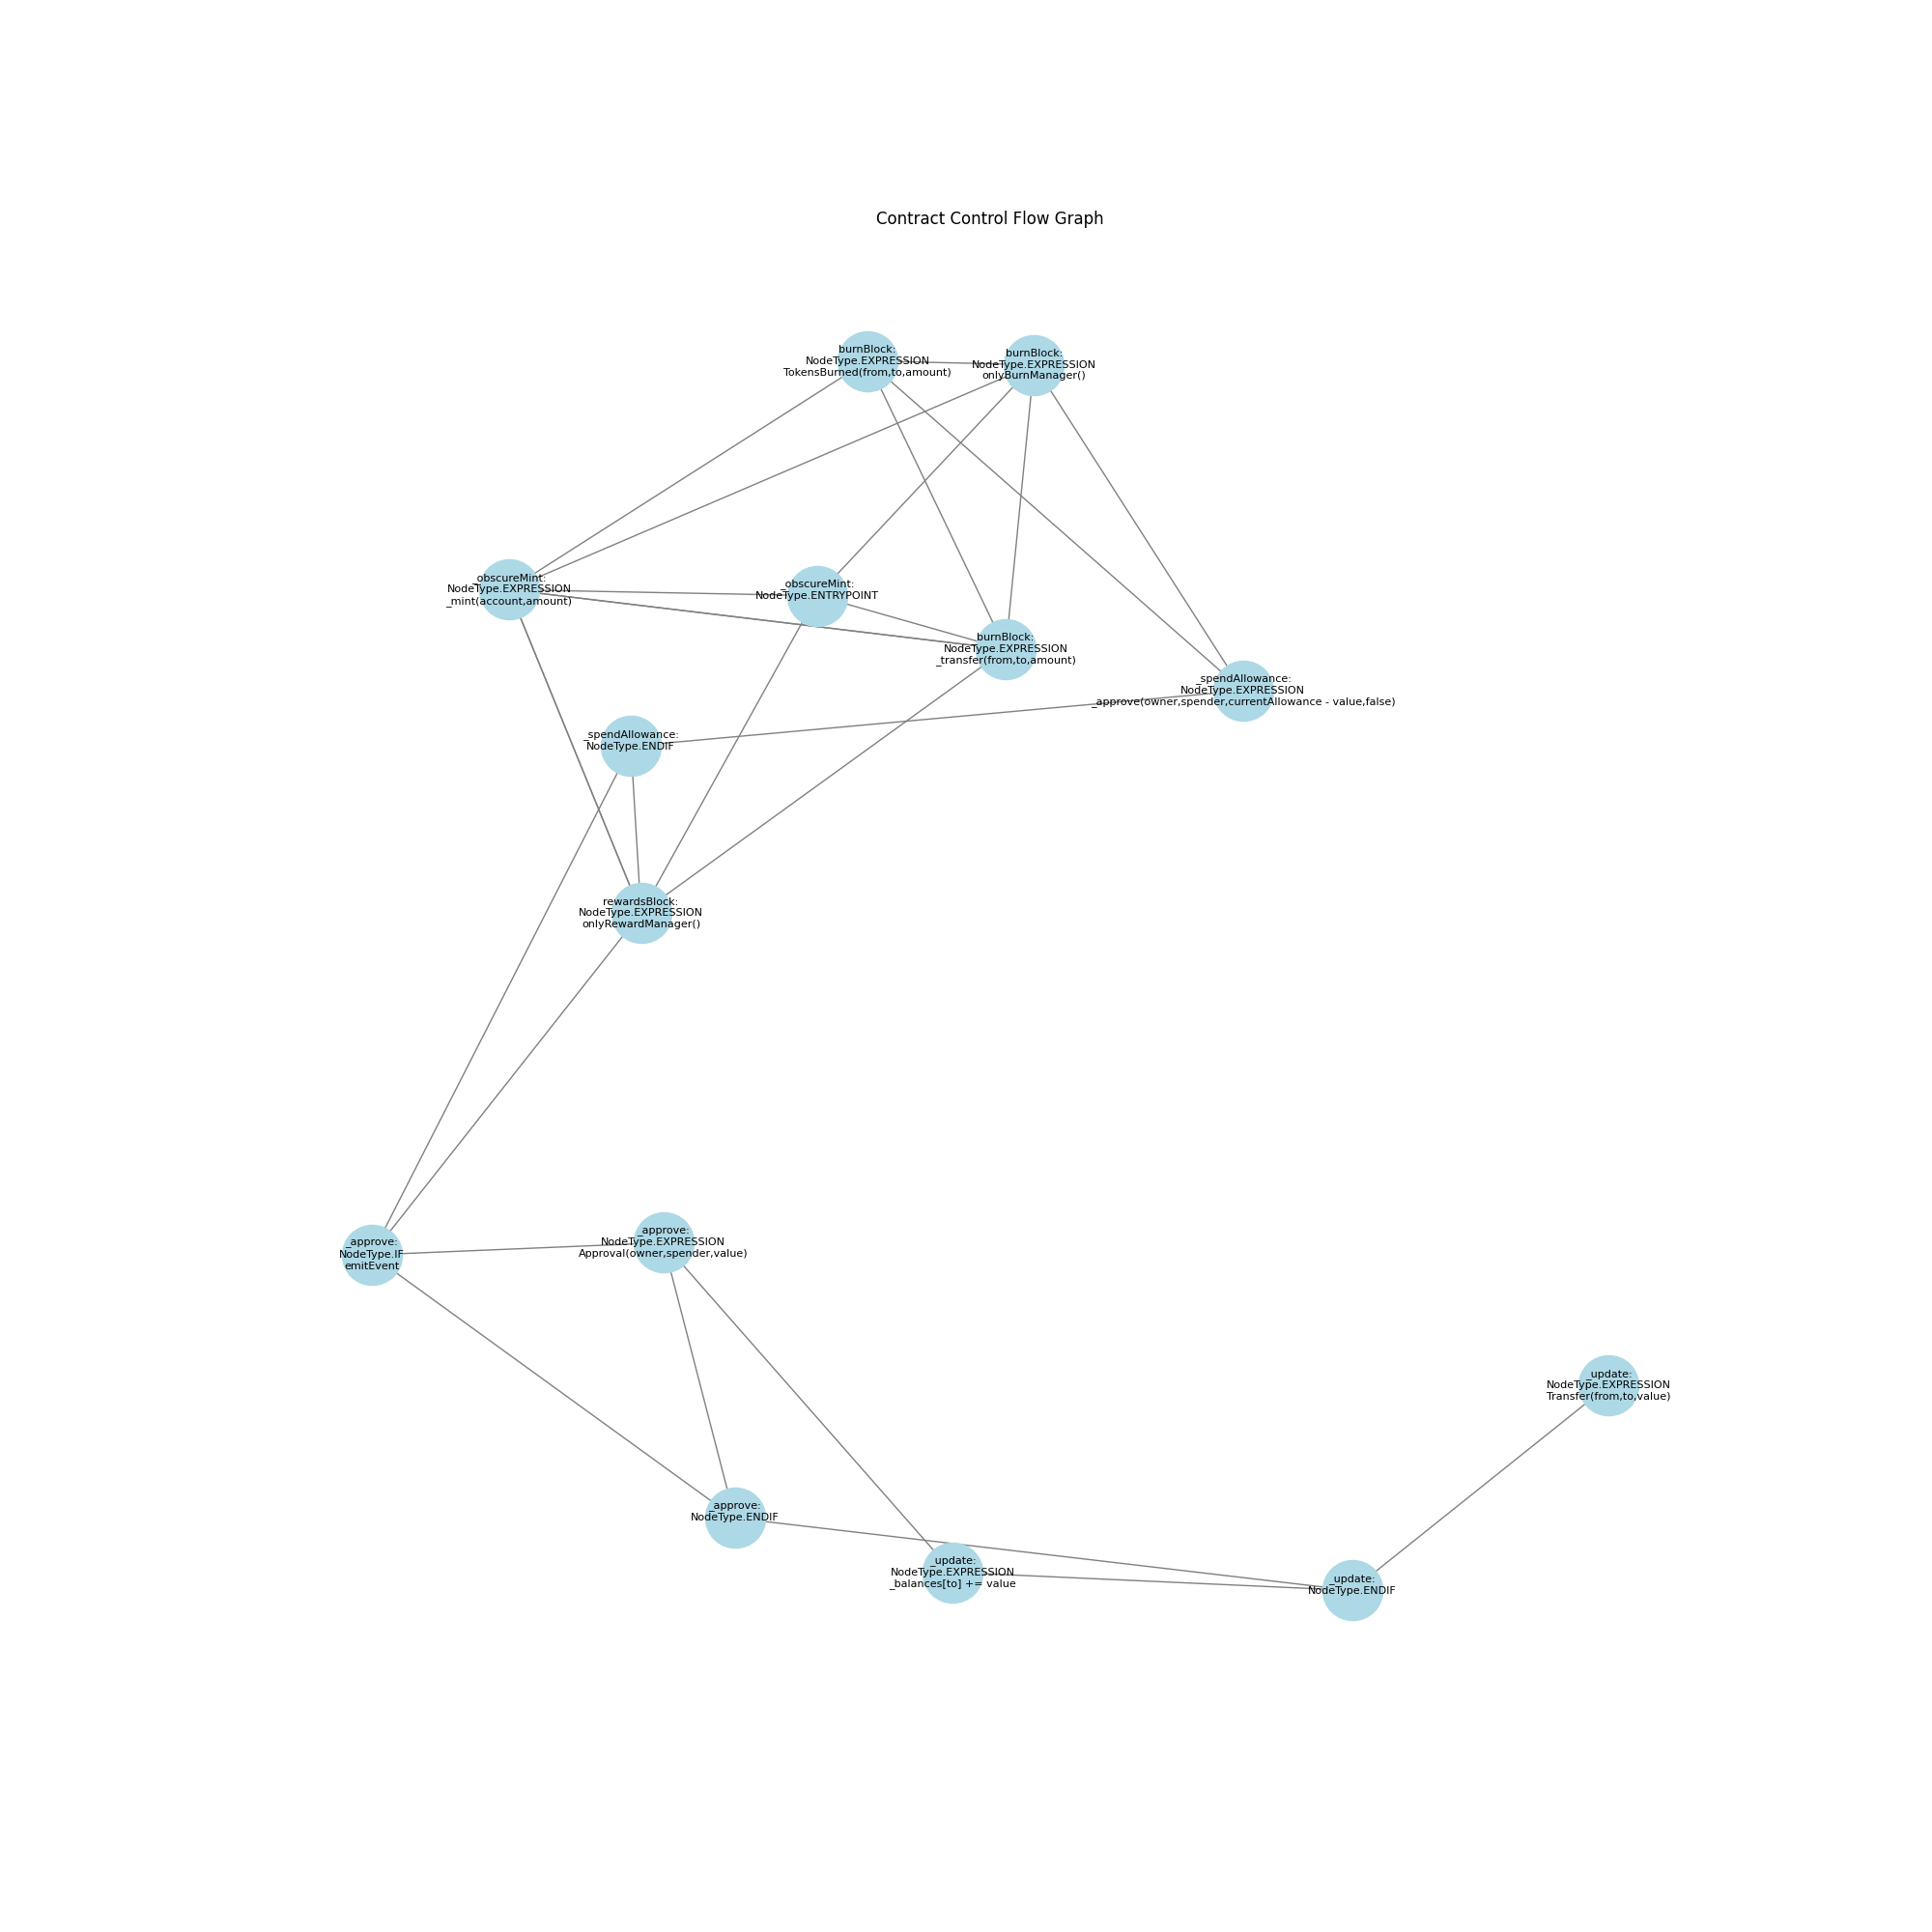 Contract Control Flow Graph
burnBlock:
NodeType.EXPRESSION
TokensBurned(from,to,amount)
burnBlock:
NodeType.EXPRESSION
onlyBurnManager()
_obscureMint:
NodeType.EXPRESSION
_mint(account,amount)
_obscureMint:
NodeType.ENTRYPOINT
burnBlock:
NodeType.EXPRESSION
_transfer(from,to,amount)
_spendAllowance:
NodeType.EXPRESSION
_approve(owner,spender,currentAllowance - value,false)
_spendAllowance:
NodeType.ENDIF
rewardsBlock:
NodeType.EXPRESSION
onlyRewardManager()
_approve:
NodeType.IF
emitEvent
_approve:
NodeType.EXPRESSION
Approval(owner,spender,value)
_update:
NodeType.EXPRESSION
Transfer(from,to,value)
_approve:
NodeType.ENDIF
_update:
NodeType.EXPRESSION
_balances[to] += value
_update:
NodeType.ENDIF